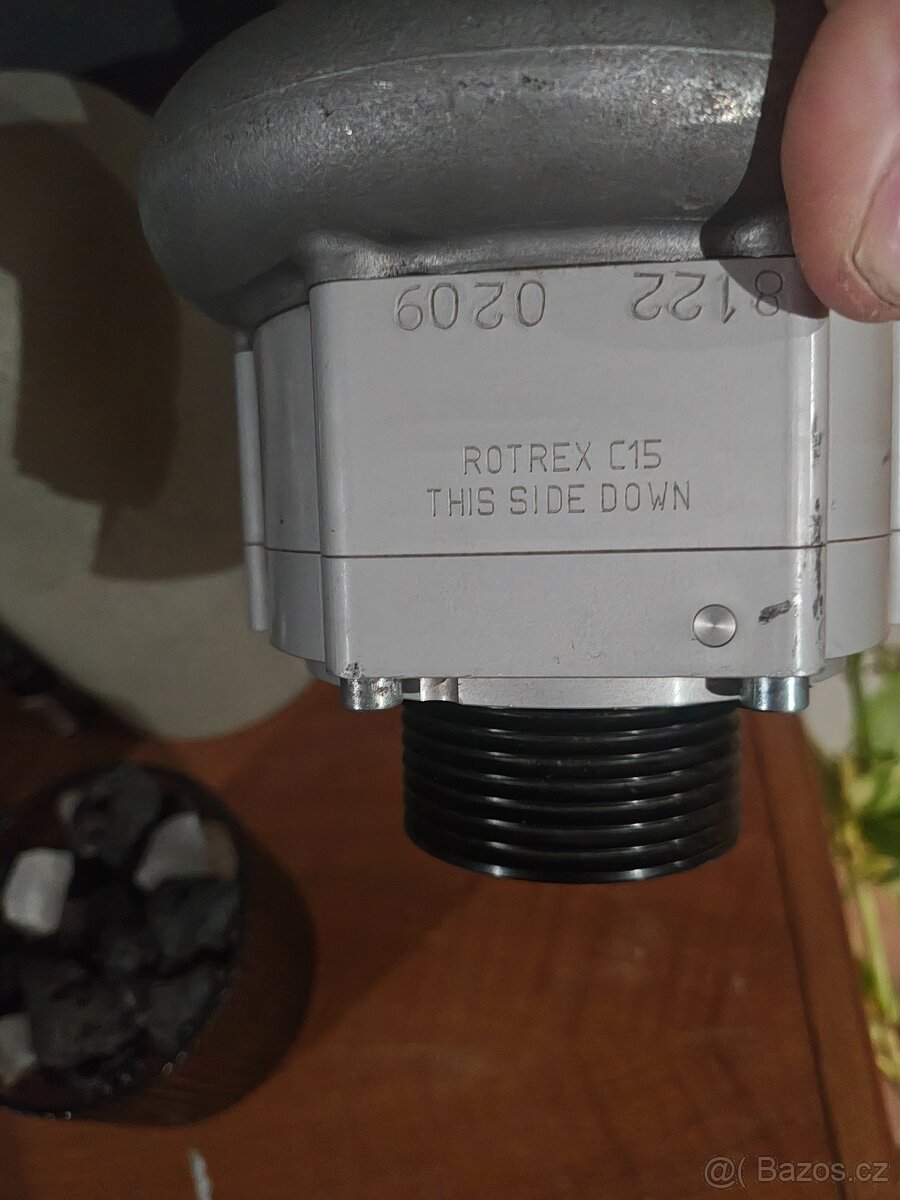 8122 0209
ROTREX C15
THIS SIDE DOWN
@( Bazos.cz